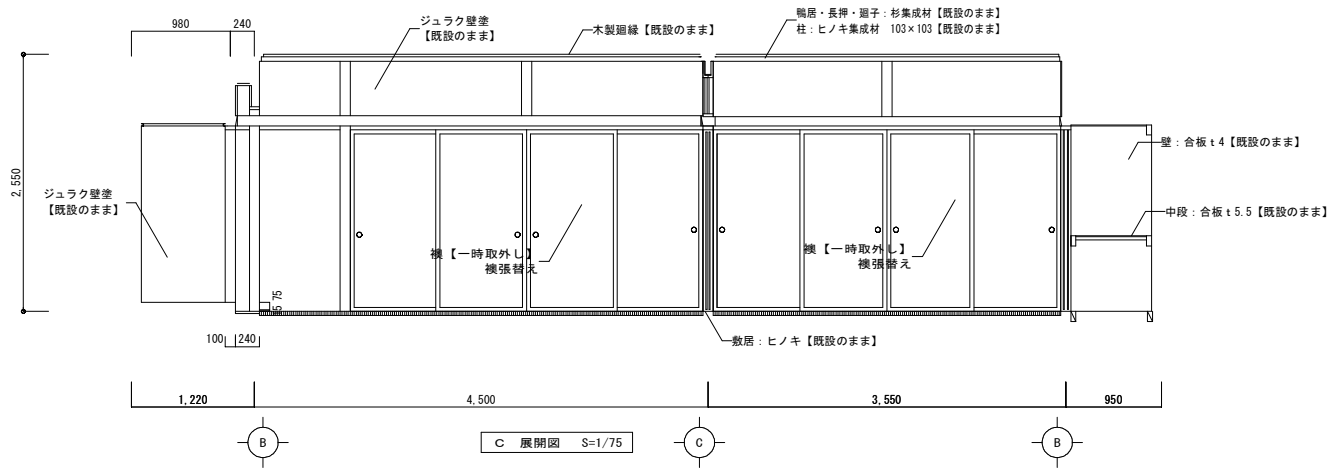 980
240
ジュラク壁塗
【既設のまま】
木製廻縁【既設のまま】
鴨居・長押・廻子：杉集成材【既設のまま】
柱：ヒノキ集成材 103×103【既設のまま】
2,550
ジュラク壁塗
【既設のまま】
壁：合板ｔ4【既設のまま】
中段：合板ｔ5.5【既設のまま】
襖【一時取外し】
襖張替え
襖【一時取外し】
襖張替え
75
5
100
240
敷居：ヒノキ【既設のまま】
1,220
4,500
3,550
950
B
C 展開図 S=1/75
C
B